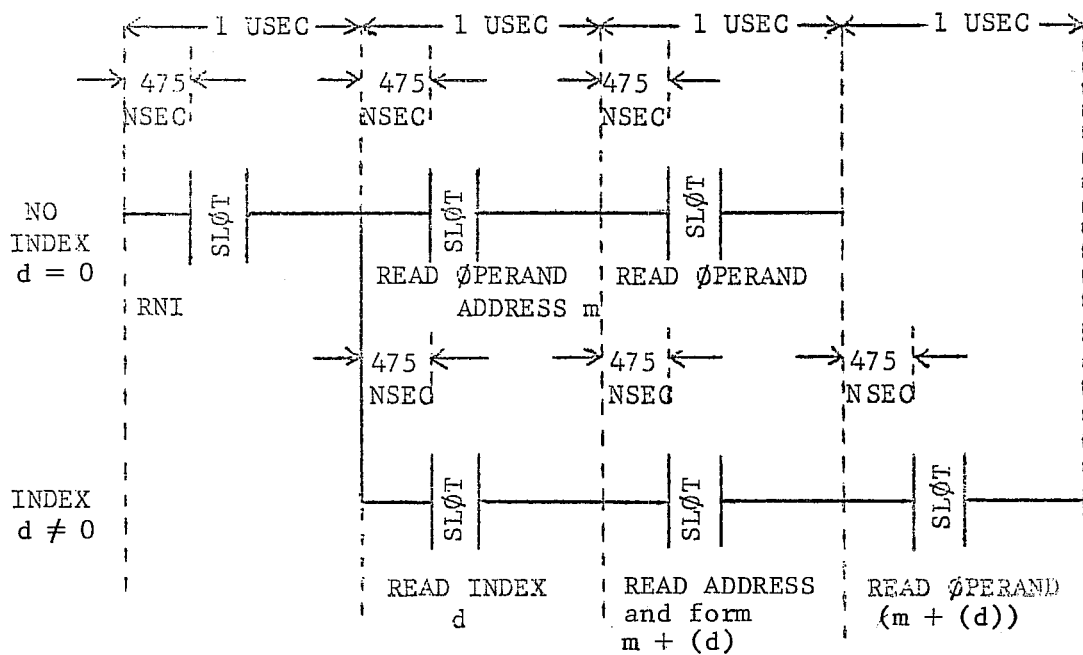 1 USEC 1 USEC 1 USEC 1 USEC
475 475 475
NSEC NSEC NSEC
SLØT SLØT SLØT
NO
INDEX
d = 0
READ ØPERAND READ ØPERAND
RNI ADDRESS m
475 475 475
NSEC NSEC NSEC
SLØT SLØT SLØT
INDEX
d ≠ 0
READ INDEX READ ADDRESS READ ØPERAND
d and form (m + (d))
m + (d)